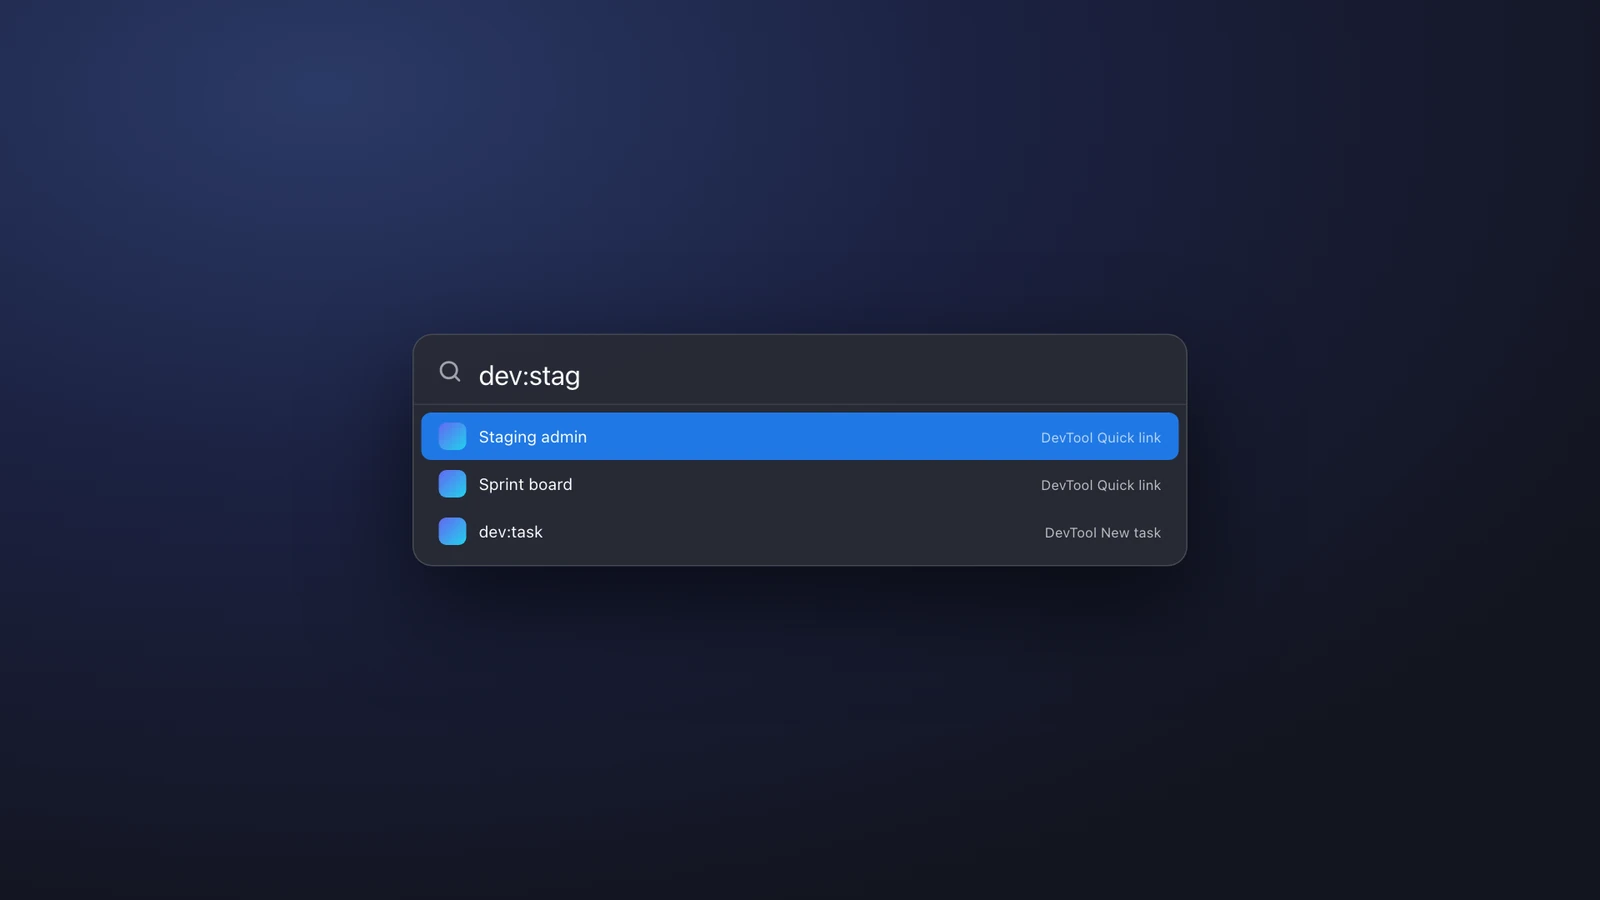 dev:stag
Staging admin DevTool Quick link
Sprint board DevTool Quick link
dev:task DevTool New task